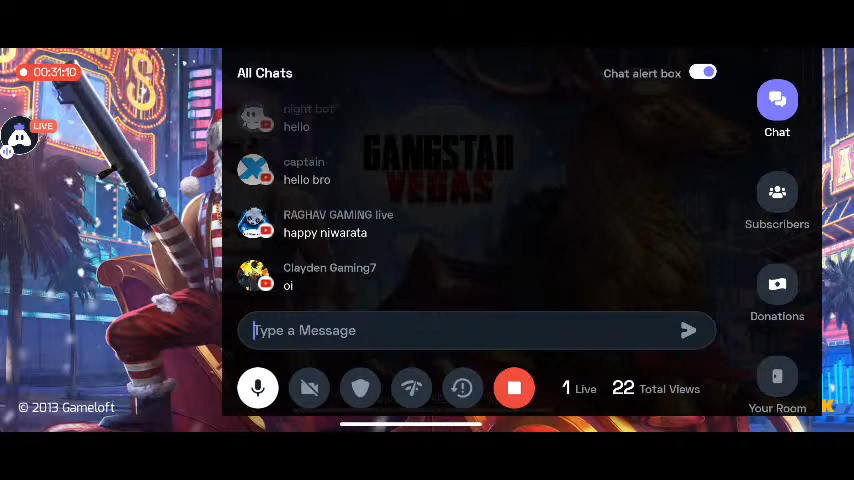 All Chats
Chat alert box
00:31:10
LIVE
night bot
hello
captain
hello bro
RAGHAV GAMING live
happy niwarata
Clayden Gaming7
oi
GANGSTAR
VEGAS
Type a Message
Chat
Subscribers
Donations
Your Room
1 Live
22 Total Views
© 2013 Gameloft